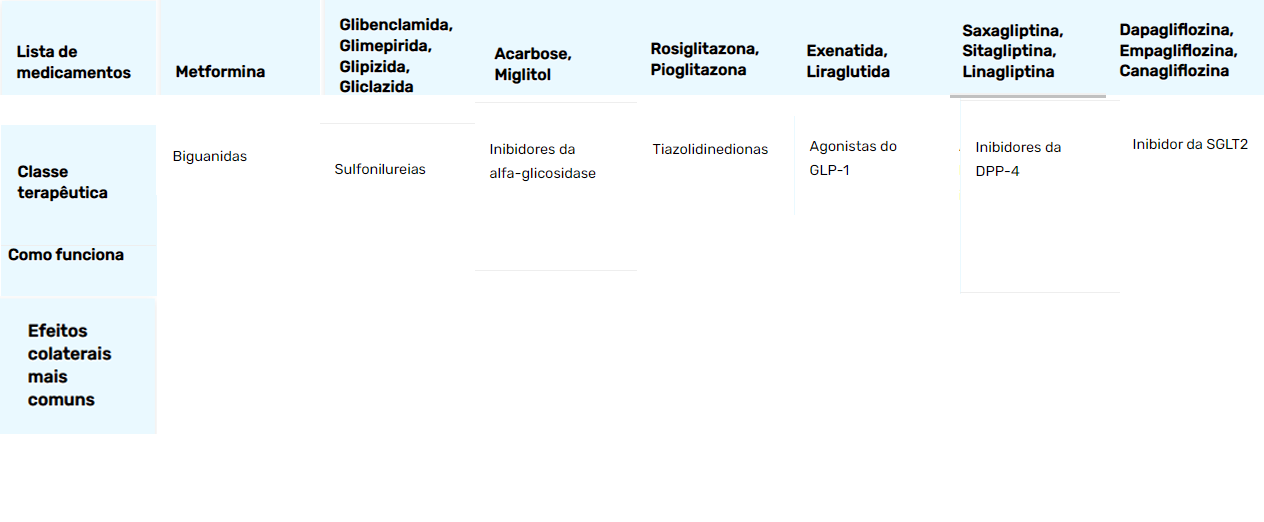 Lista de
medicamentos
Metformina
Glibenclamida,
Glimepirida,
Glipizida,
Gliclazida
Acarbose,
Miglitol
Rosiglitazona,
Pioglitazona
Exenatida,
Liraglutida
Saxagliptina,
Sitagliptina,
Linagliptina
Dapagliflozina,
Empagliflozina,
Canagliflozina
Classe
terapêutica
Biguanidas
Sulfonilureias
Inibidores da
alfa-glicosidase
Tiazolidinedionas
Agonistas do
GLP-1
Inibidores da
DPP-4
Inibidor da SGLT2
Como funciona
Efeitos
colaterais
mais
comuns